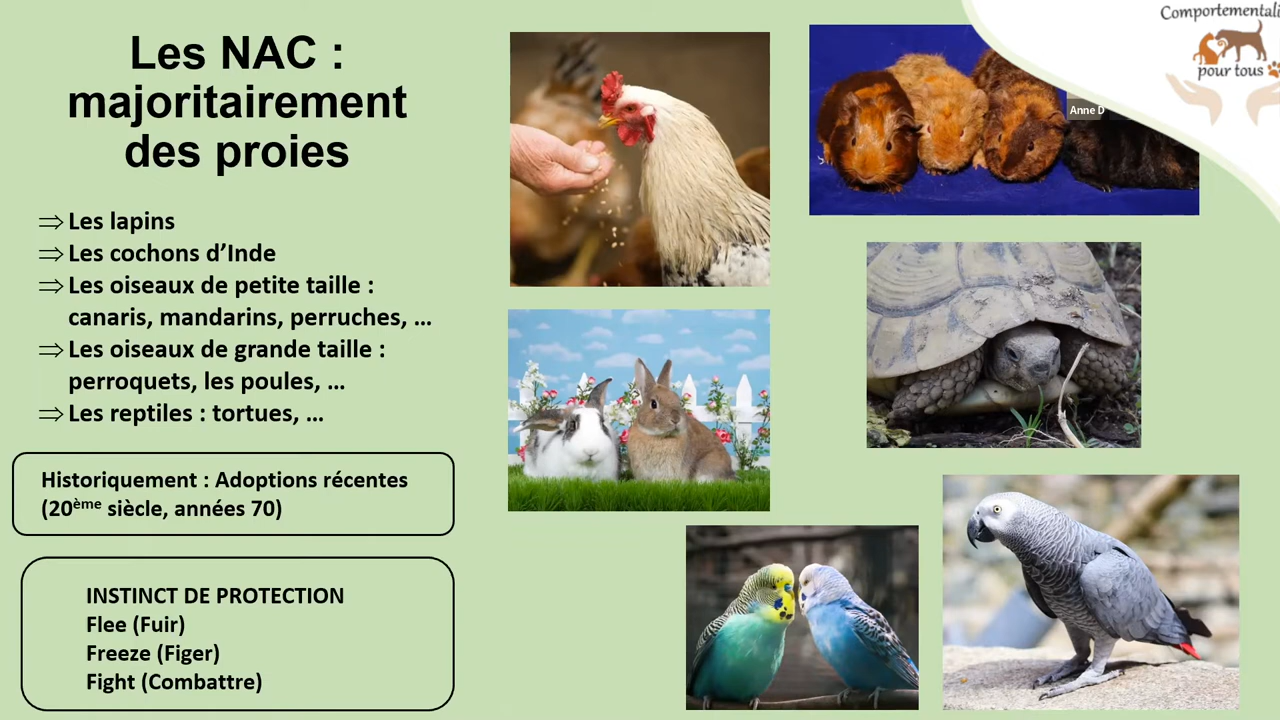 Les NAC :
majoritairement
des proies
⇒ Les lapins
⇒ Les cochons d’Inde
⇒ Les oiseaux de petite taille :
canaris, mandarins, perruches, ...
⇒ Les oiseaux de grande taille :
perroquets, les poules, ...
⇒ Les reptiles : tortues, ...
Historiquement : Adoptions récentes
(20ème siècle, années 70)
INSTINCT DE PROTECTION
Flee (Fuir)
Freeze (Figer)
Fight (Combattre)
Comportementali
pour tous
Anne D